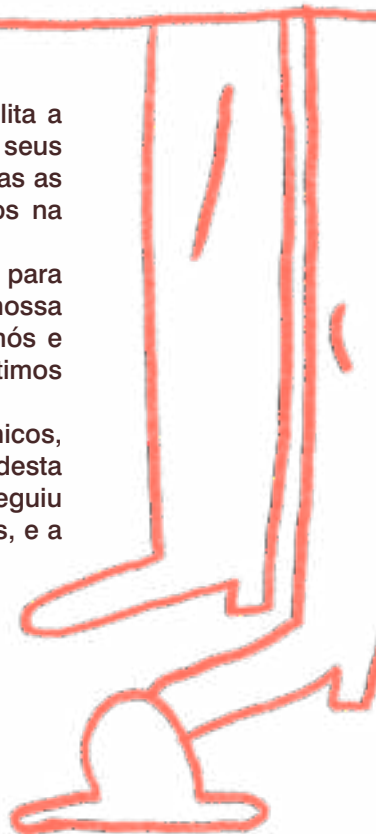 lita a
seus
as as
os na
para
nossa
nós e
timos
nicos,
desta
eguiu
s, e a